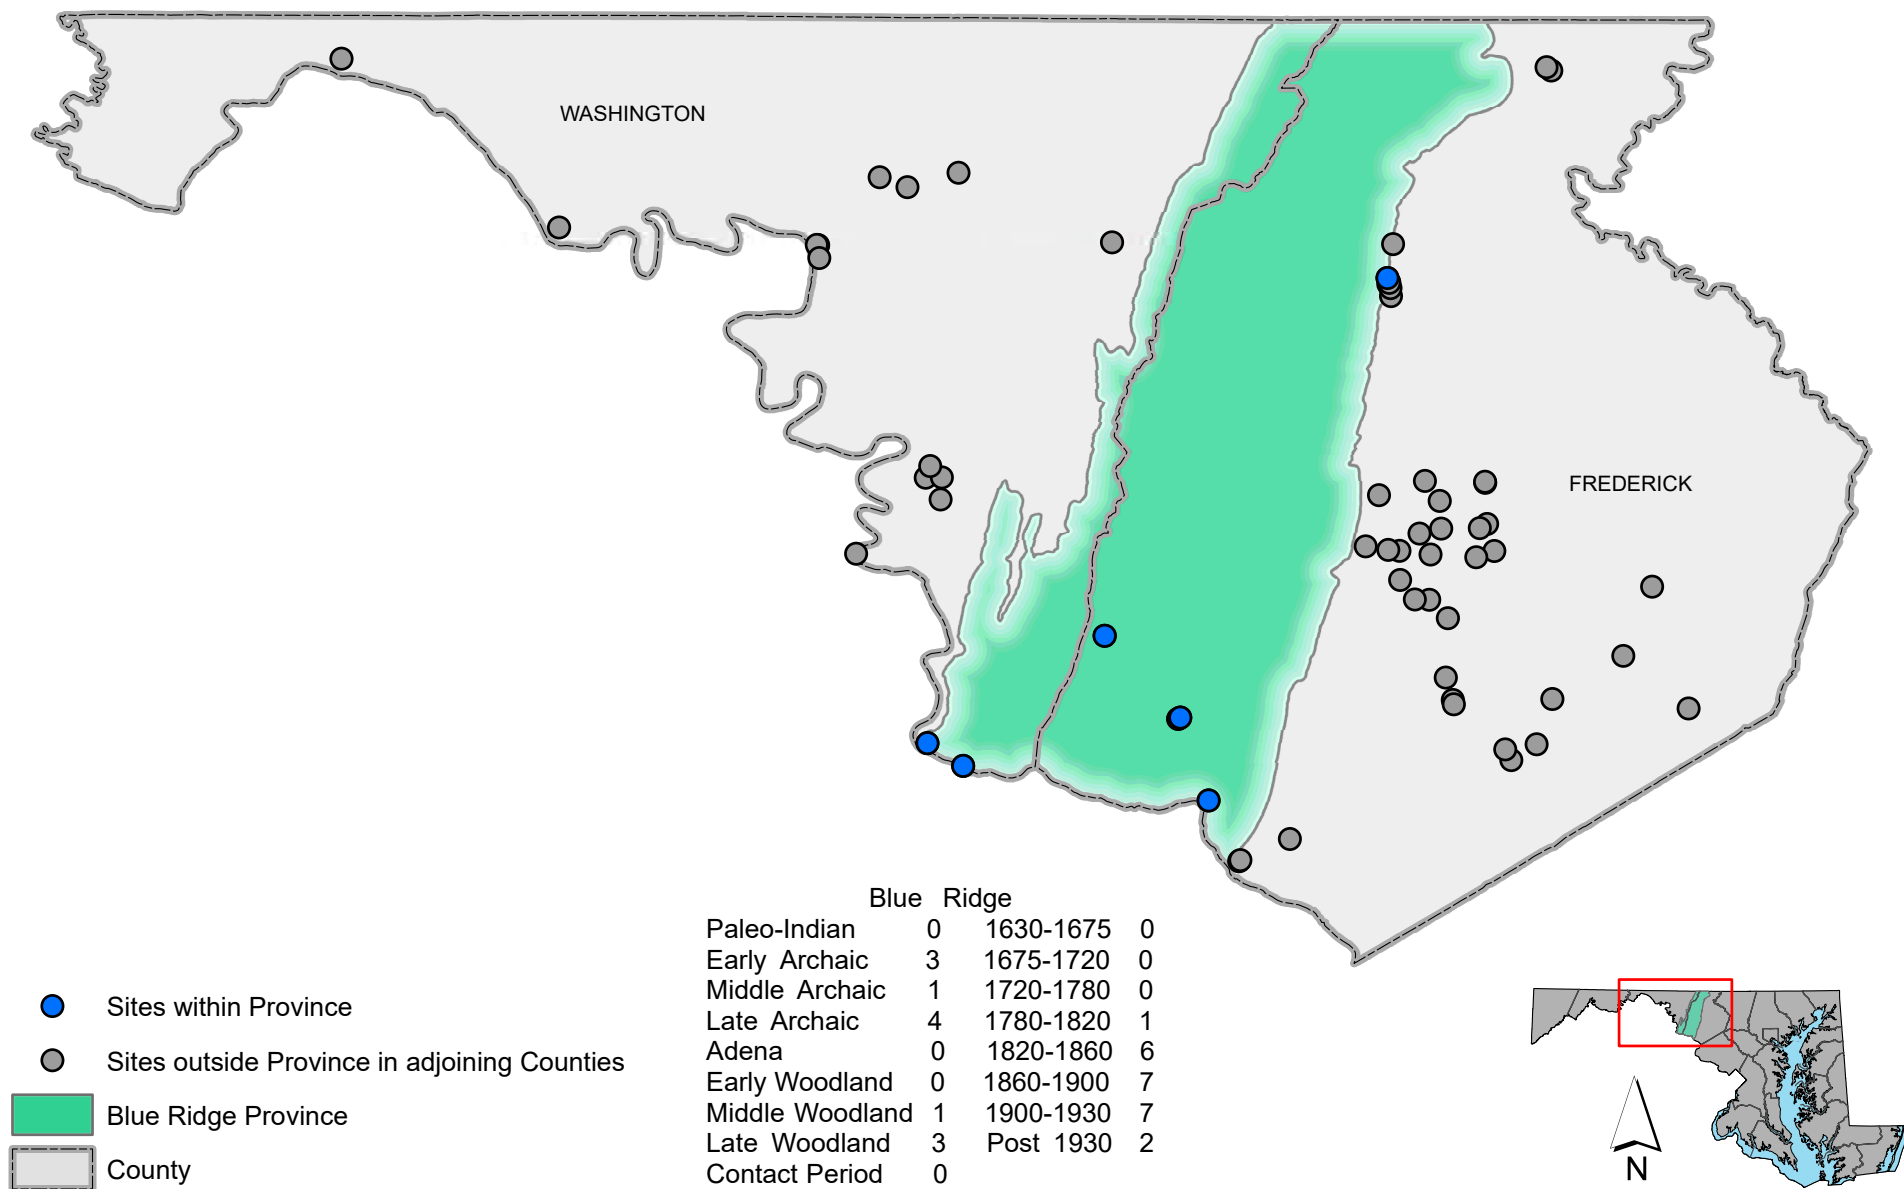 WASHINGTON
FREDERICK
Blue Ridge
Paleo-Indian 0 1630-1675 0
Early Archaic 3 1675-1720 0
Middle Archaic 1 1720-1780 0
Late Archaic 4 1780-1820 1
Adena 0 1820-1860 6
Early Woodland 0 1860-1900 7
Middle Woodland 1 1900-1930 7
Late Woodland 3 Post 1930 2
Contact Period 0
Sites within Province
Sites outside Province in adjoining Counties
Blue Ridge Province
County
N